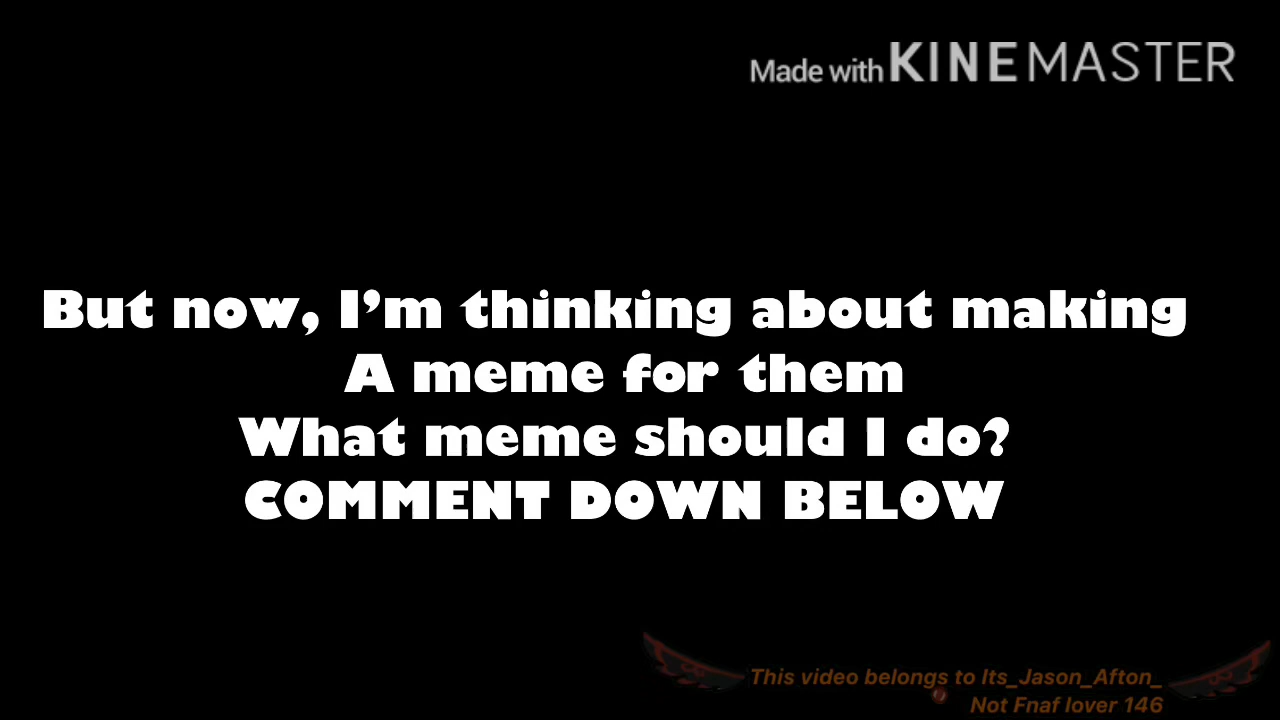 Made with KINEMASTER
But now, I’m thinking about making
A meme for them
What meme should I do?
COMMENT DOWN BELOW
This video belongs to Its_Jason_Afton_
Not Fnaf lover 146